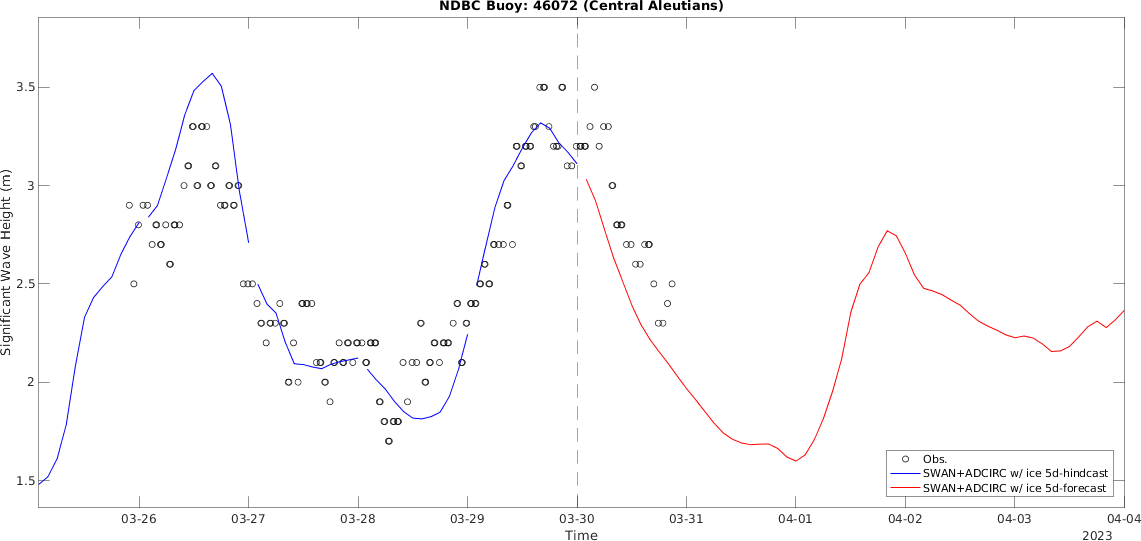 NDBC Buoy: 46072 (Central Aleutians)
Significant Wave Height (m)
3.5
3
2.5
2
1.5
Obs.
SWAN+ADCIRC w/ ice 5d-hindcast
SWAN+ADCIRC w/ ice 5d-forecast
03-26 03-27 03-28 03-29 03-30 03-31 04-01 04-02 04-03 04-04
Time
2023